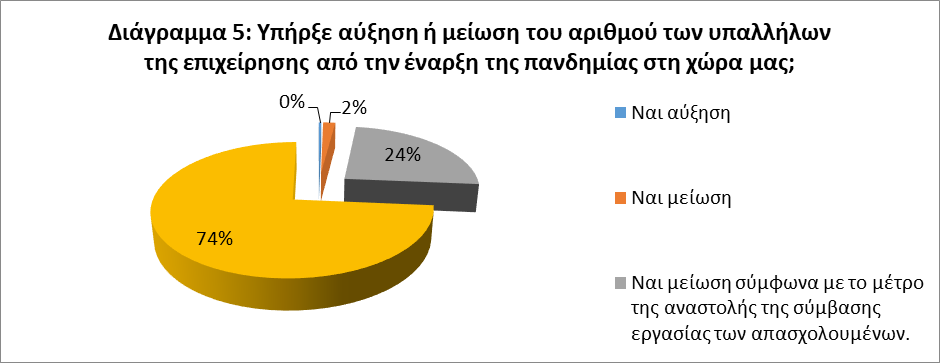 Διάγραμμα 5: Υπήρξε αύξηση ή μείωση του αριθμού των υπαλλήλων
της επιχείρησης από την έναρξη της πανδημίας στη χώρα μας;
0%
2%
24%
74%
Ναι αύξηση
Ναι μείωση
Ναι μείωση σύμφωνα με το μέτρο
της αναστολής της σύμβασης
εργασίας των απασχολουμένων.